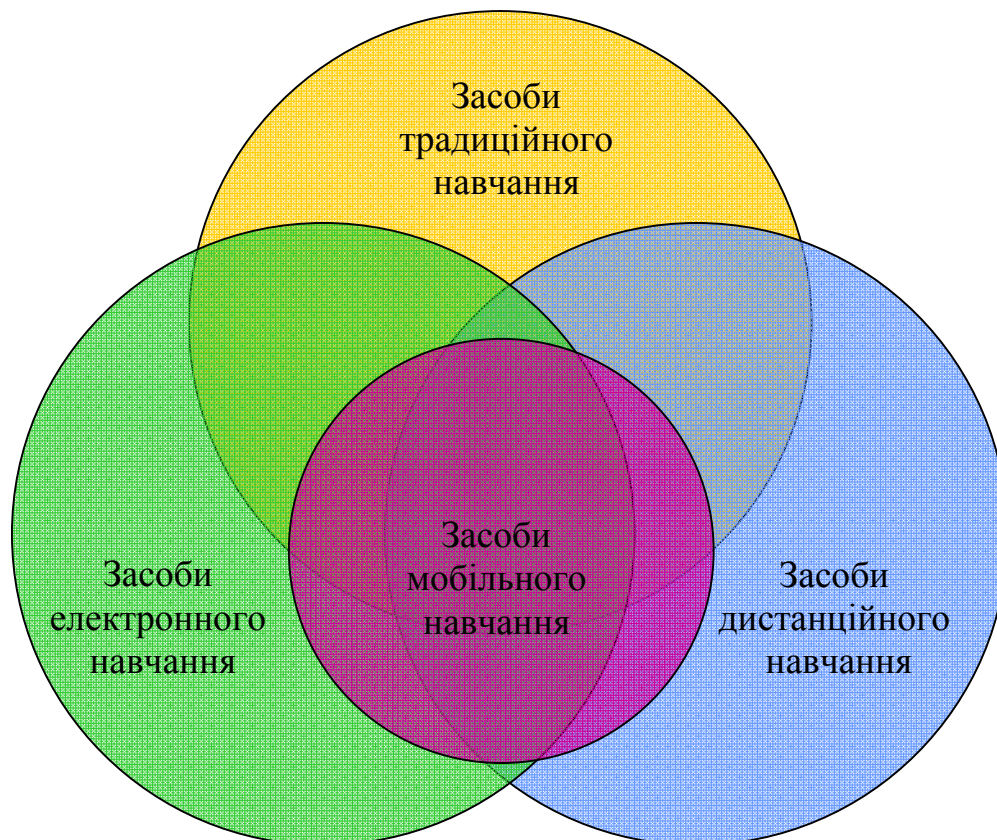 Засоби
традиційного
навчання
Засоби
електронного
навчання
Засоби
мобільного
навчання
Засоби
дистанційного
навчання